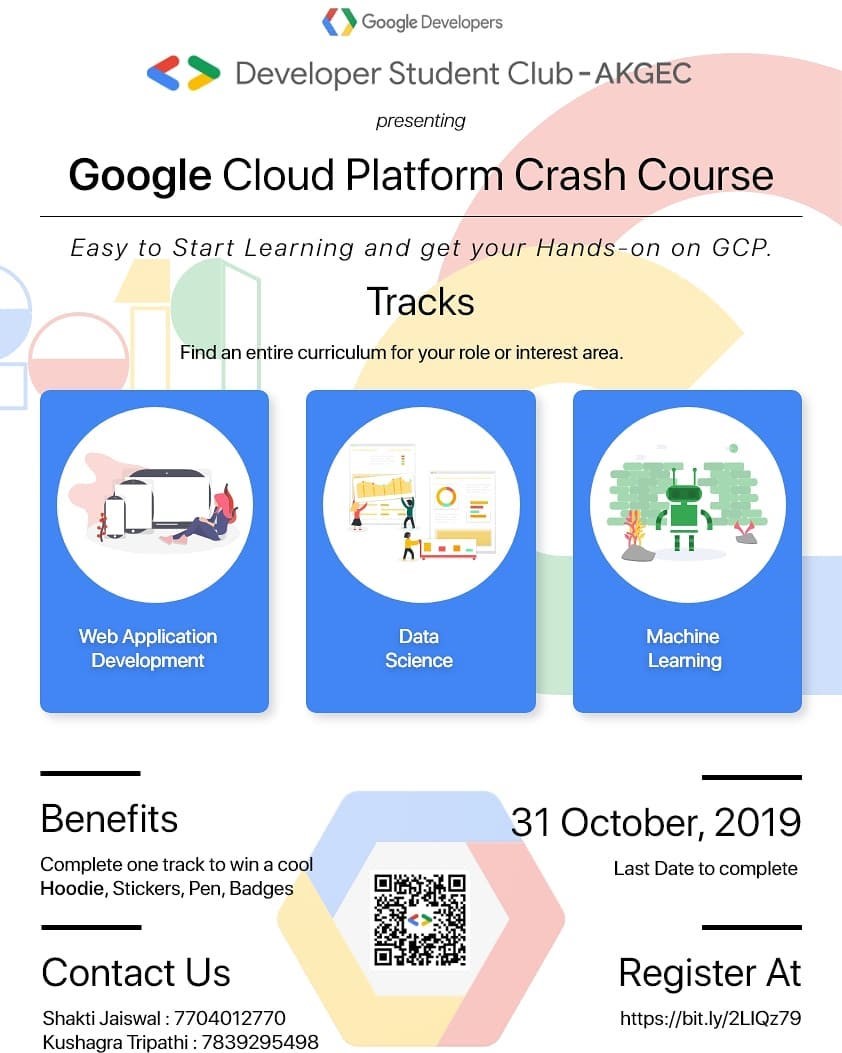 Google Developers
Developer Student Club - AKGEC
presenting
Google Cloud Platform Crash Course
Easy to Start Learning and get your Hands-on on GCP.
Tracks
Find an entire curriculum for your role or interest area.
Web Application
Development
Data
Science
Machine
Learning
Benefits
Complete one track to win a cool
Hoodie, Stickers, Pen, Badges
31 October, 2019
Last Date to complete
Contact Us
Shakti Jaiswal : 7704012770
Kushagra Tripathi : 7839295498
Register At
https://bit.ly/2LIQz79